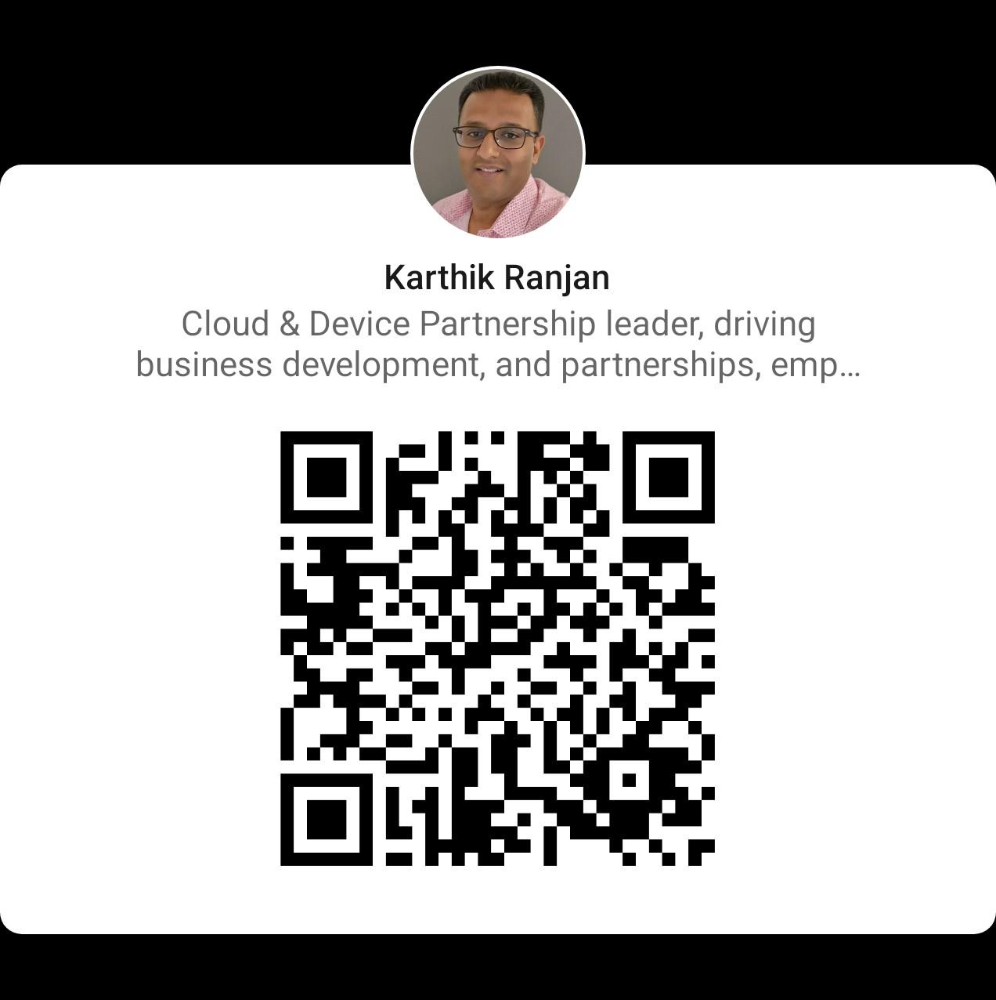 Karthik Ranjan
Cloud & Device Partnership leader, driving
business development, and partnerships, emp...